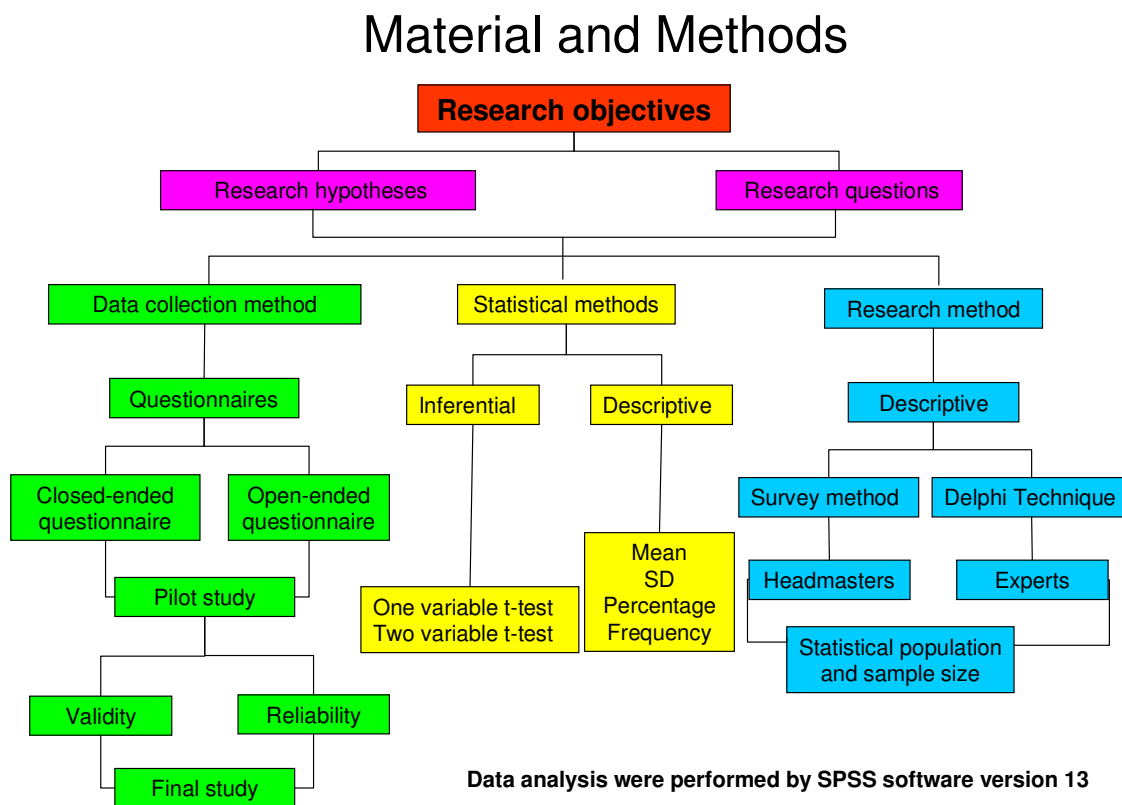 Material and Methods
Research objectives
Research hypotheses
Research questions
Data collection method
Statistical methods
Research method
Questionnaires
Inferential
Descriptive
Descriptive
Closed-ended
questionnaire
Open-ended
questionnaire
Survey method
Delphi Technique
Mean
SD
Percentage
Frequency
Headmasters
Experts
Pilot study
One variable t-test
Two variable t-test
Statistical population
and sample size
Validity
Reliability
Final study
Data analysis were performed by SPSS software version 13